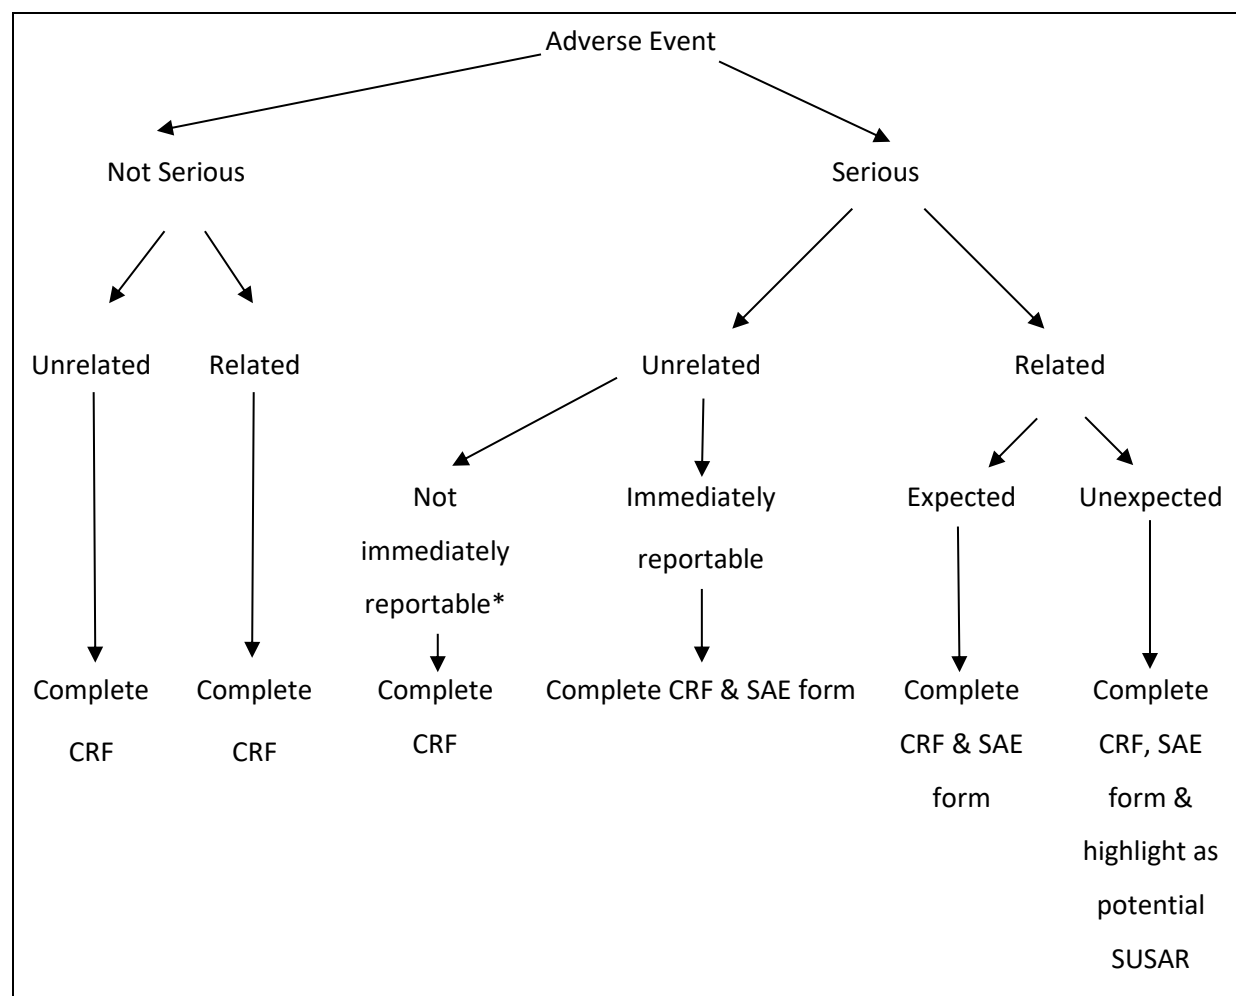 Adverse Event
Not Serious
Serious
Unrelated
Related
Unrelated
Related
Not
immediately
reportable*
Immediately
reportable
Expected
Unexpected
Complete
CRF
Complete
CRF
Complete
CRF
Complete CRF & SAE form
Complete
CRF & SAE
form
Complete
CRF, SAE
form &
highlight as
potential
SUSAR